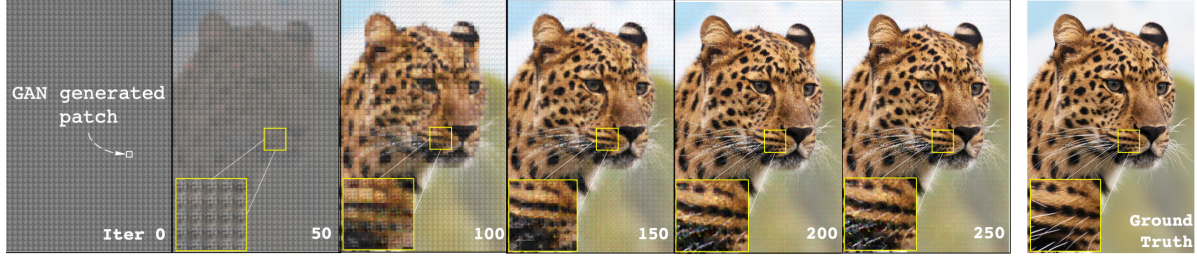 GAN generated
patch
Iter 0
50
100
150
200
250
Ground
Truth